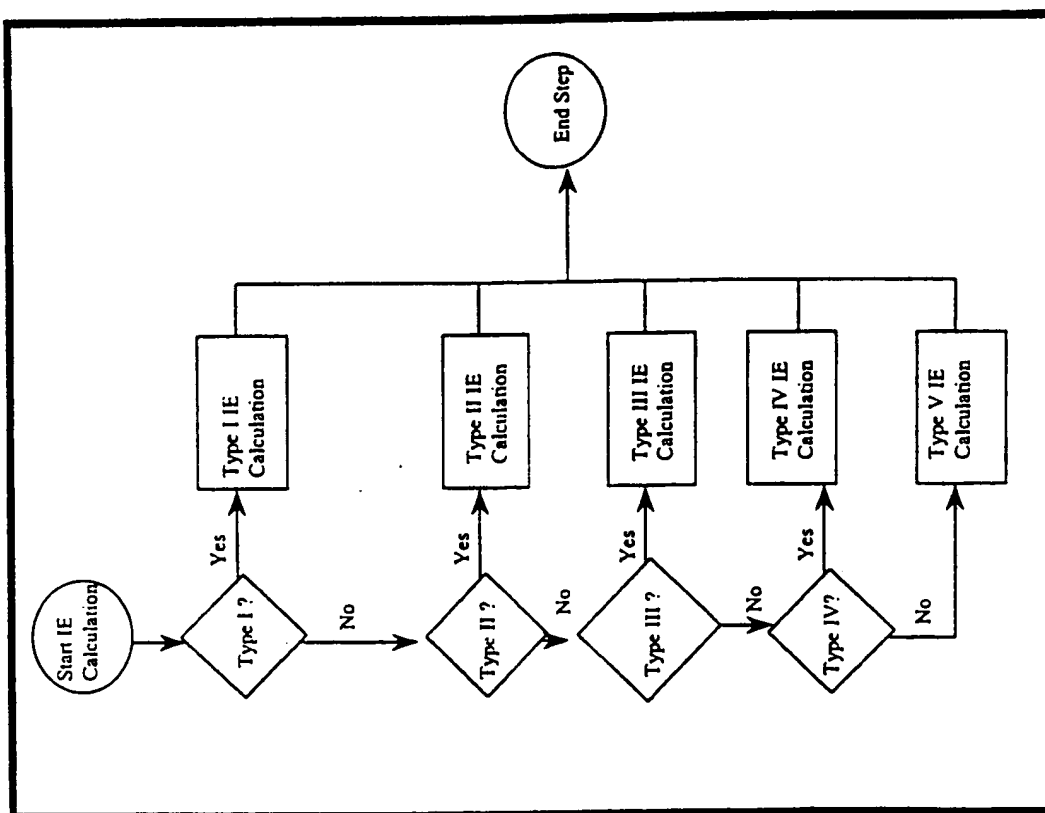 Start IE
Calculation
Type I ?
Yes
Type I IE
Calculation
No
Type II ?
Yes
Type II IE
Calculation
No
Type III ?
Yes
Type III IE
Calculation
No
Type IV?
Yes
Type IV IE
Calculation
No
Type V IE
Calculation
End Step